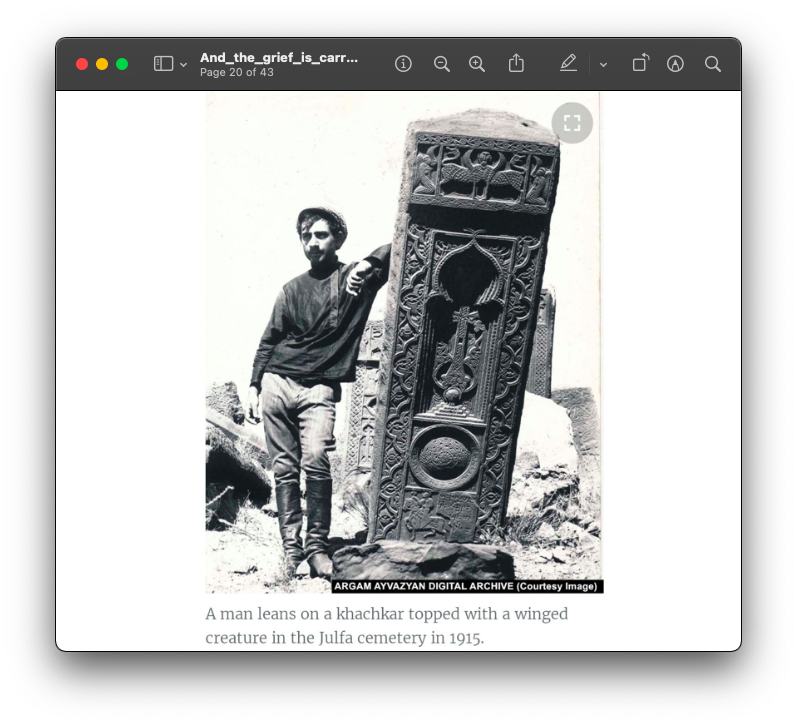 And_the_grief_is_carr...
Page 20 of 43
ARGAM AYVAZYAN DIGITAL ARCHIVE (Courtesy Image)
A man leans on a khachkar topped with a winged
creature in the Julfa cemetery in 1915.